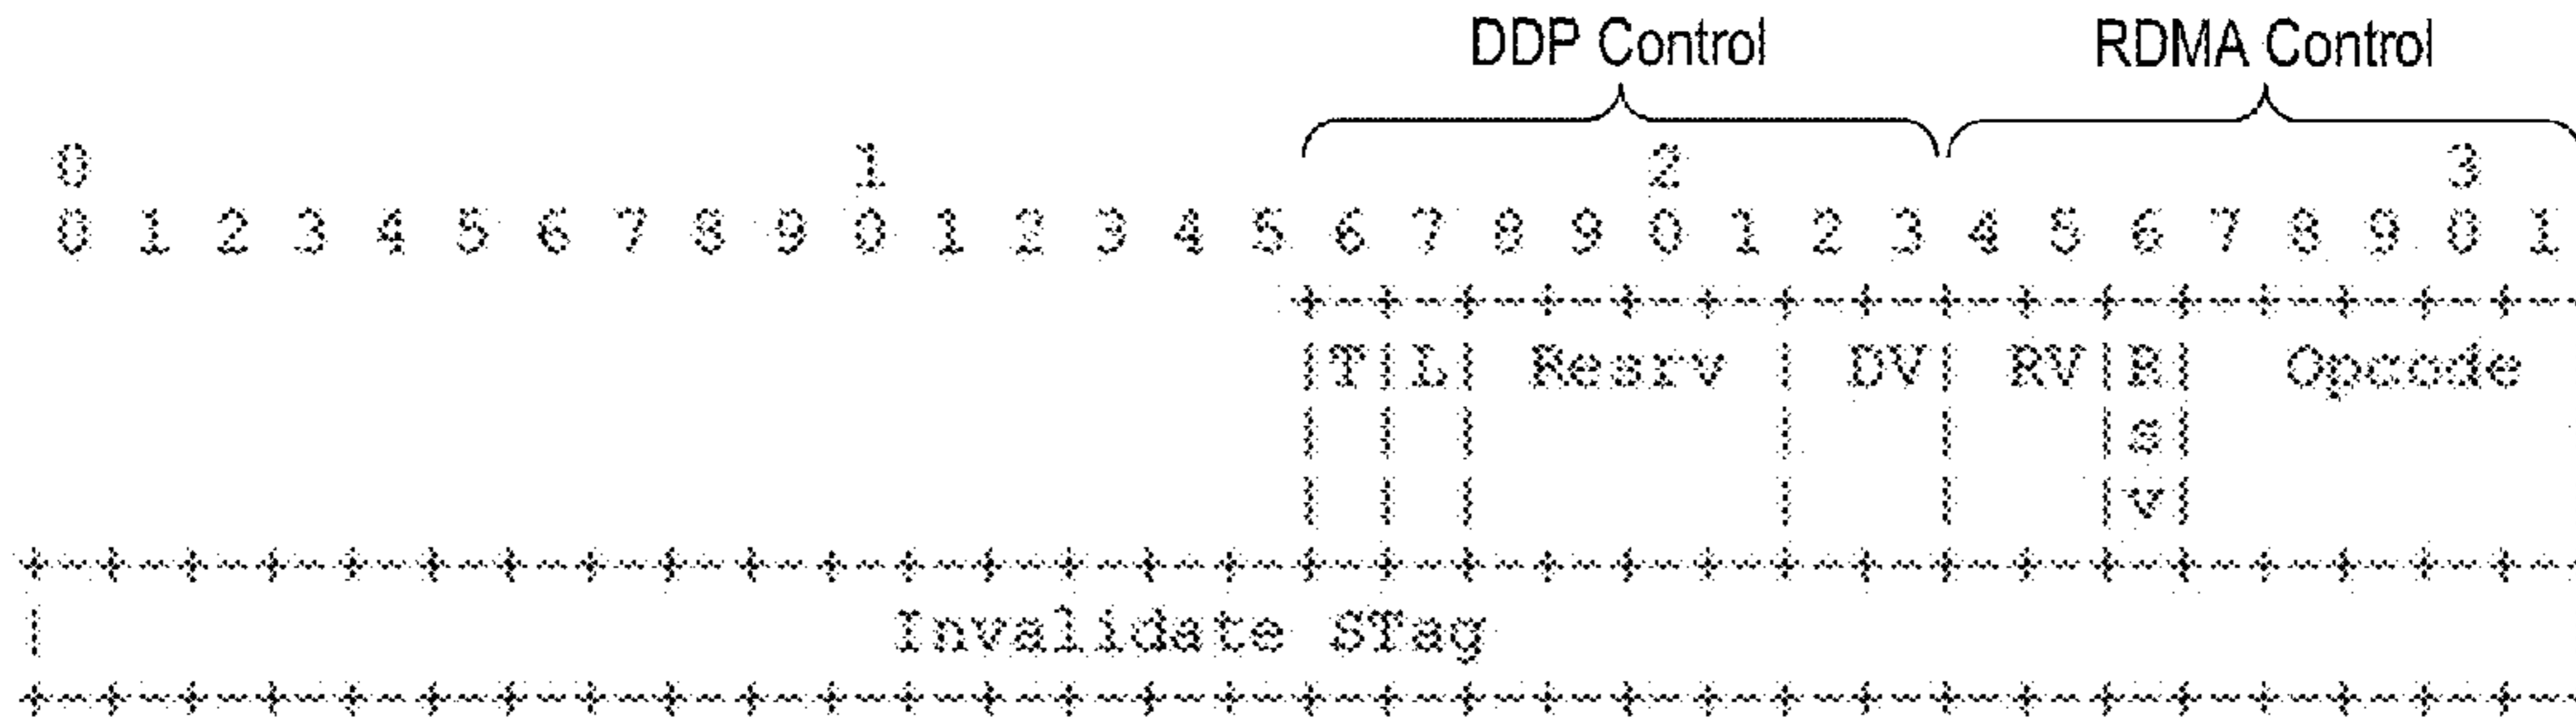 DDP Control RDMA Control
0 1 2 3
0 1 2 3 4 5 6 7 8 9 0 1 2 3 4 5 6 7 8 9 0 1 2 3 4 5 6 7 8 9 0 1
+-+-+-+-+-+-+-+-+-+-+-+-+-+-+-+-
|T|L| Resrv | DV| RV|R| Opcode
| | | | | |s|
| | | | | |v|
+-+-+-+-+-+-+-+-+-+-+-+-+-+-+-+-+-+-+-+-+-+-+-+-+-+-+-+-+-+-+-+-
| Invalidate STag
+-+-+-+-+-+-+-+-+-+-+-+-+-+-+-+-+-+-+-+-+-+-+-+-+-+-+-+-+-+-+-+-